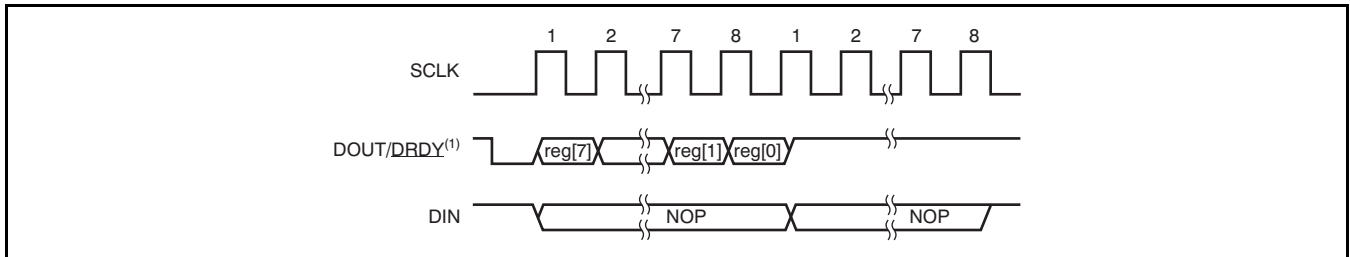 1 2 7 8 1 2 7 8
SCLK
DOUT/DRDY(1) reg[7] reg[1] reg[0]
DIN NOP NOP